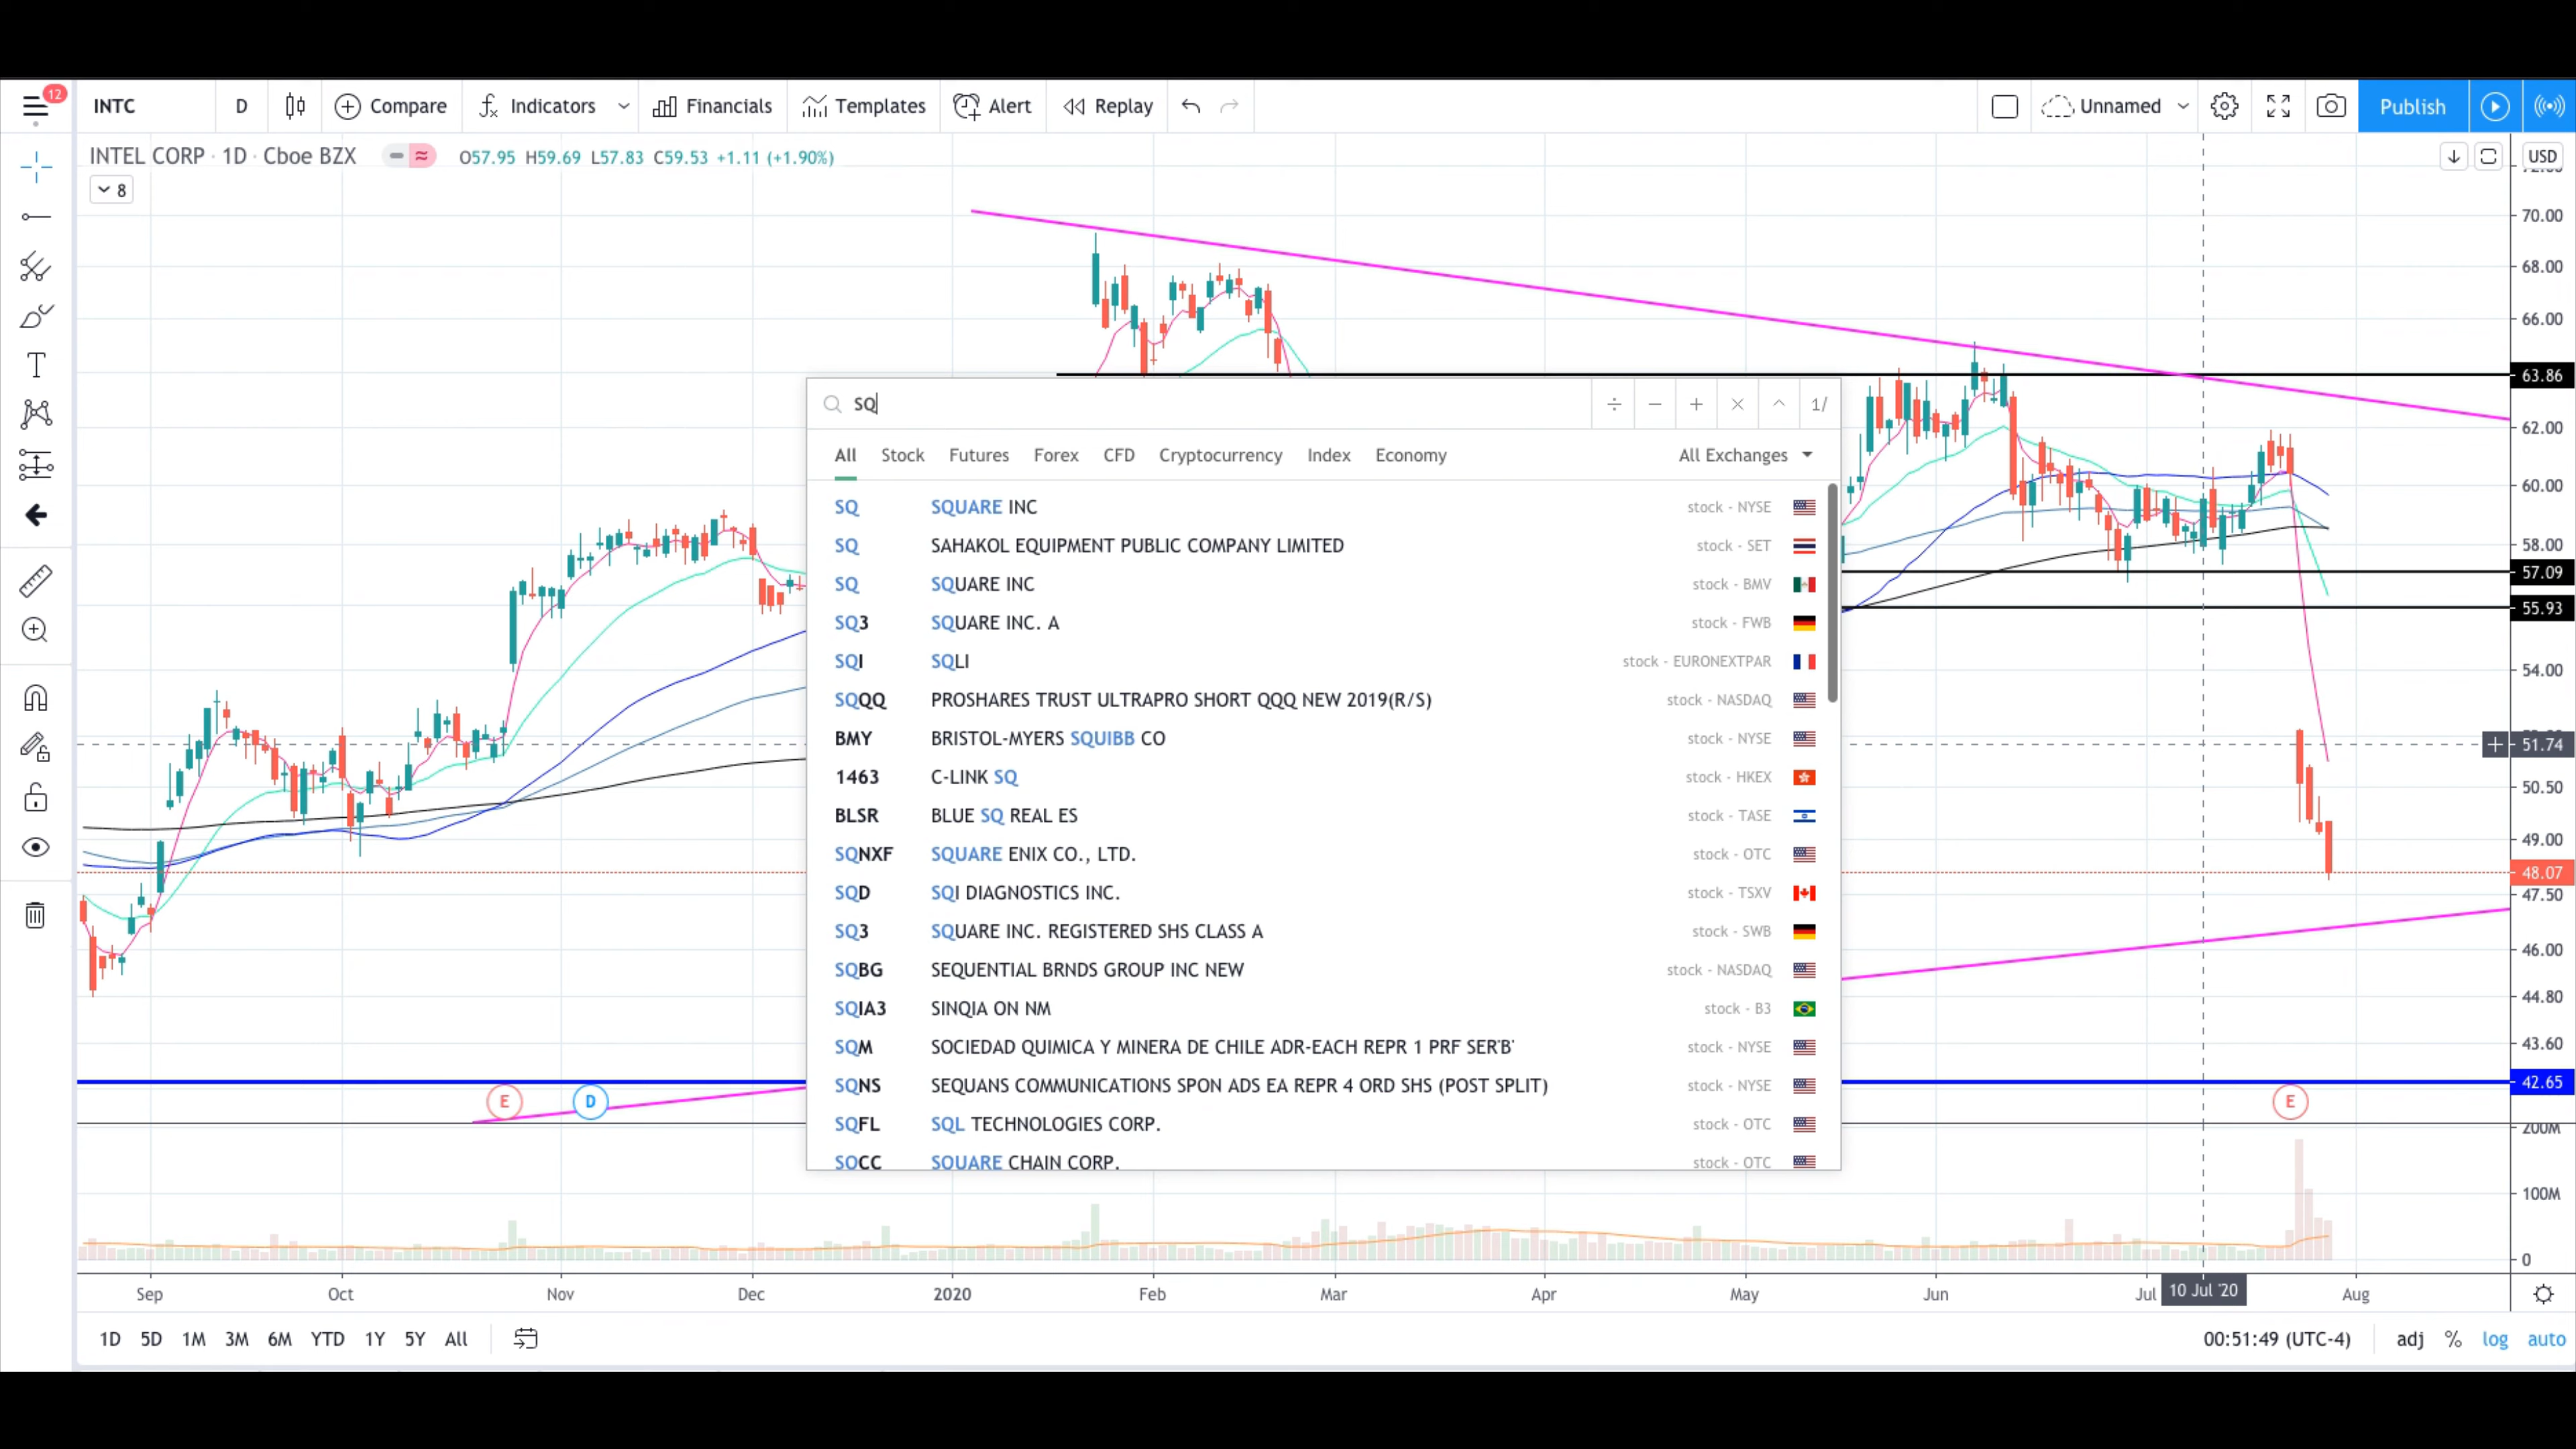 12
INTC D Compare Indicators Financials Templates Alert Replay Unnamed Publish
INTEL CORP · 1D · Cboe BZX O57.95 H59.69 L57.83 C59.53 +1.11 (+1.90%) USD
8
70.00
68.00
66.00
63.86
62.00
60.00
58.00
57.09
55.93
54.00
51.74
50.50
49.00
48.07
47.50
46.00
44.80
43.60
42.65
SQ 1/
All Stock Futures Forex CFD Cryptocurrency Index Economy All Exchanges
SQ SQUARE INC stock - NYSE
SQ SAHAKOL EQUIPMENT PUBLIC COMPANY LIMITED stock - SET
SQ SQUARE INC stock - BMV
SQ3 SQUARE INC. A stock - FWB
SQI SQLI stock - EURONEXTPAR
SQQQ PROSHARES TRUST ULTRAPRO SHORT QQQ NEW 2019(R/S) stock - NASDAQ
BMY BRISTOL-MYERS SQUIBB CO stock - NYSE
1463 C-LINK SQ stock - HKEX
BLSR BLUE SQ REAL ES stock - TASE
SQNXF SQUARE ENIX CO., LTD. stock - OTC
SQD SQI DIAGNOSTICS INC. stock - TSXV
SQ3 SQUARE INC. REGISTERED SHS CLASS A stock - SWB
SQBG SEQUENTIAL BRNDS GROUP INC NEW stock - NASDAQ
SQIA3 SINQIA ON NM stock - B3
SQM SOCIEDAD QUIMICA Y MINERA DE CHILE ADR-EACH REPR 1 PRF SER'B' stock - NYSE
SQNS SEQUANS COMMUNICATIONS SPON ADS EA REPR 4 ORD SHS (POST SPLIT) stock - NYSE
SQFL SQL TECHNOLOGIES CORP. stock - OTC
SQCC SQUARE CHAIN CORP. stock - OTC
E D E
200M
100M
0
Sep Oct Nov Dec 2020 Feb Mar Apr May Jun Jul 10 Jul '20 Aug
1D 5D 1M 3M 6M YTD 1Y 5Y All 00:51:49 (UTC-4) adj % log auto